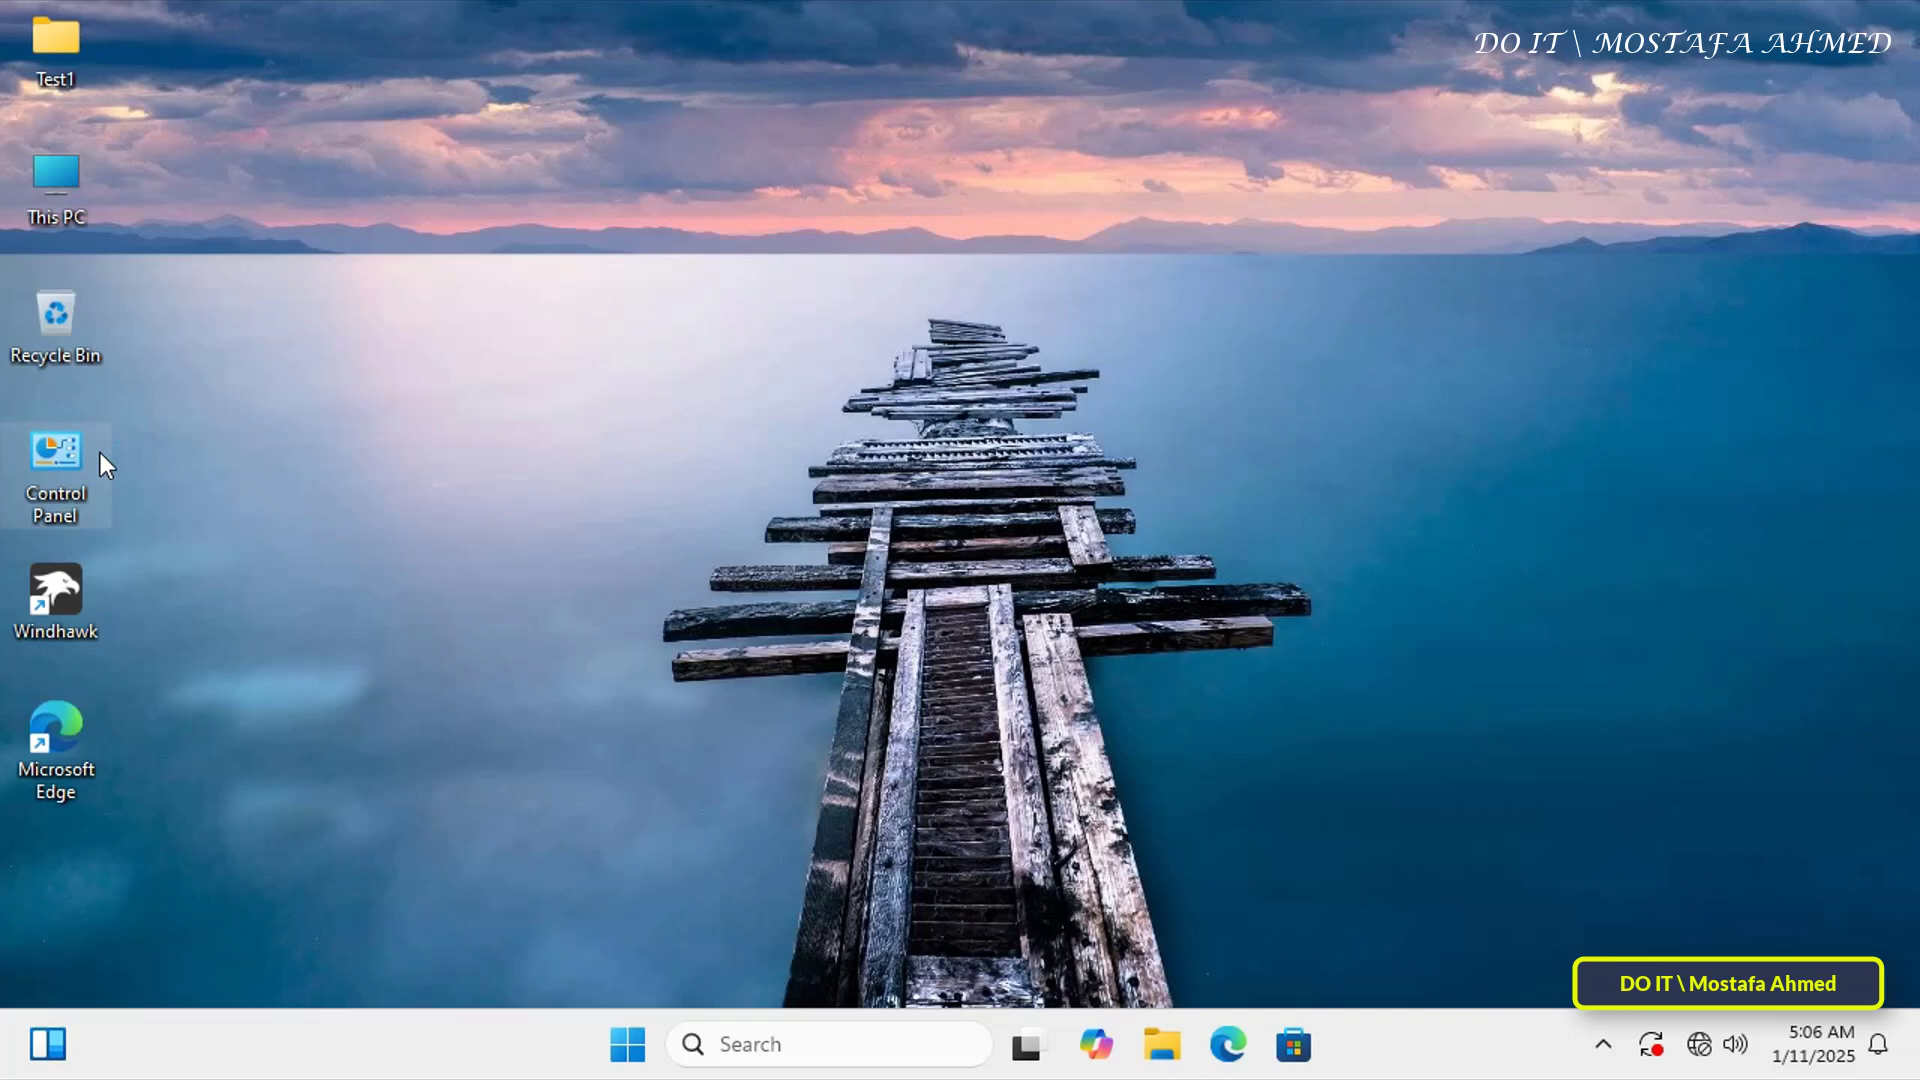 DO IT \ MOSTAFA AHMED
Test1
This PC
Recycle Bin
Control
Panel
Windhawk
Microsoft
Edge
DO IT \ Mostafa Ahmed
Search
5:06 AM
1/11/2025